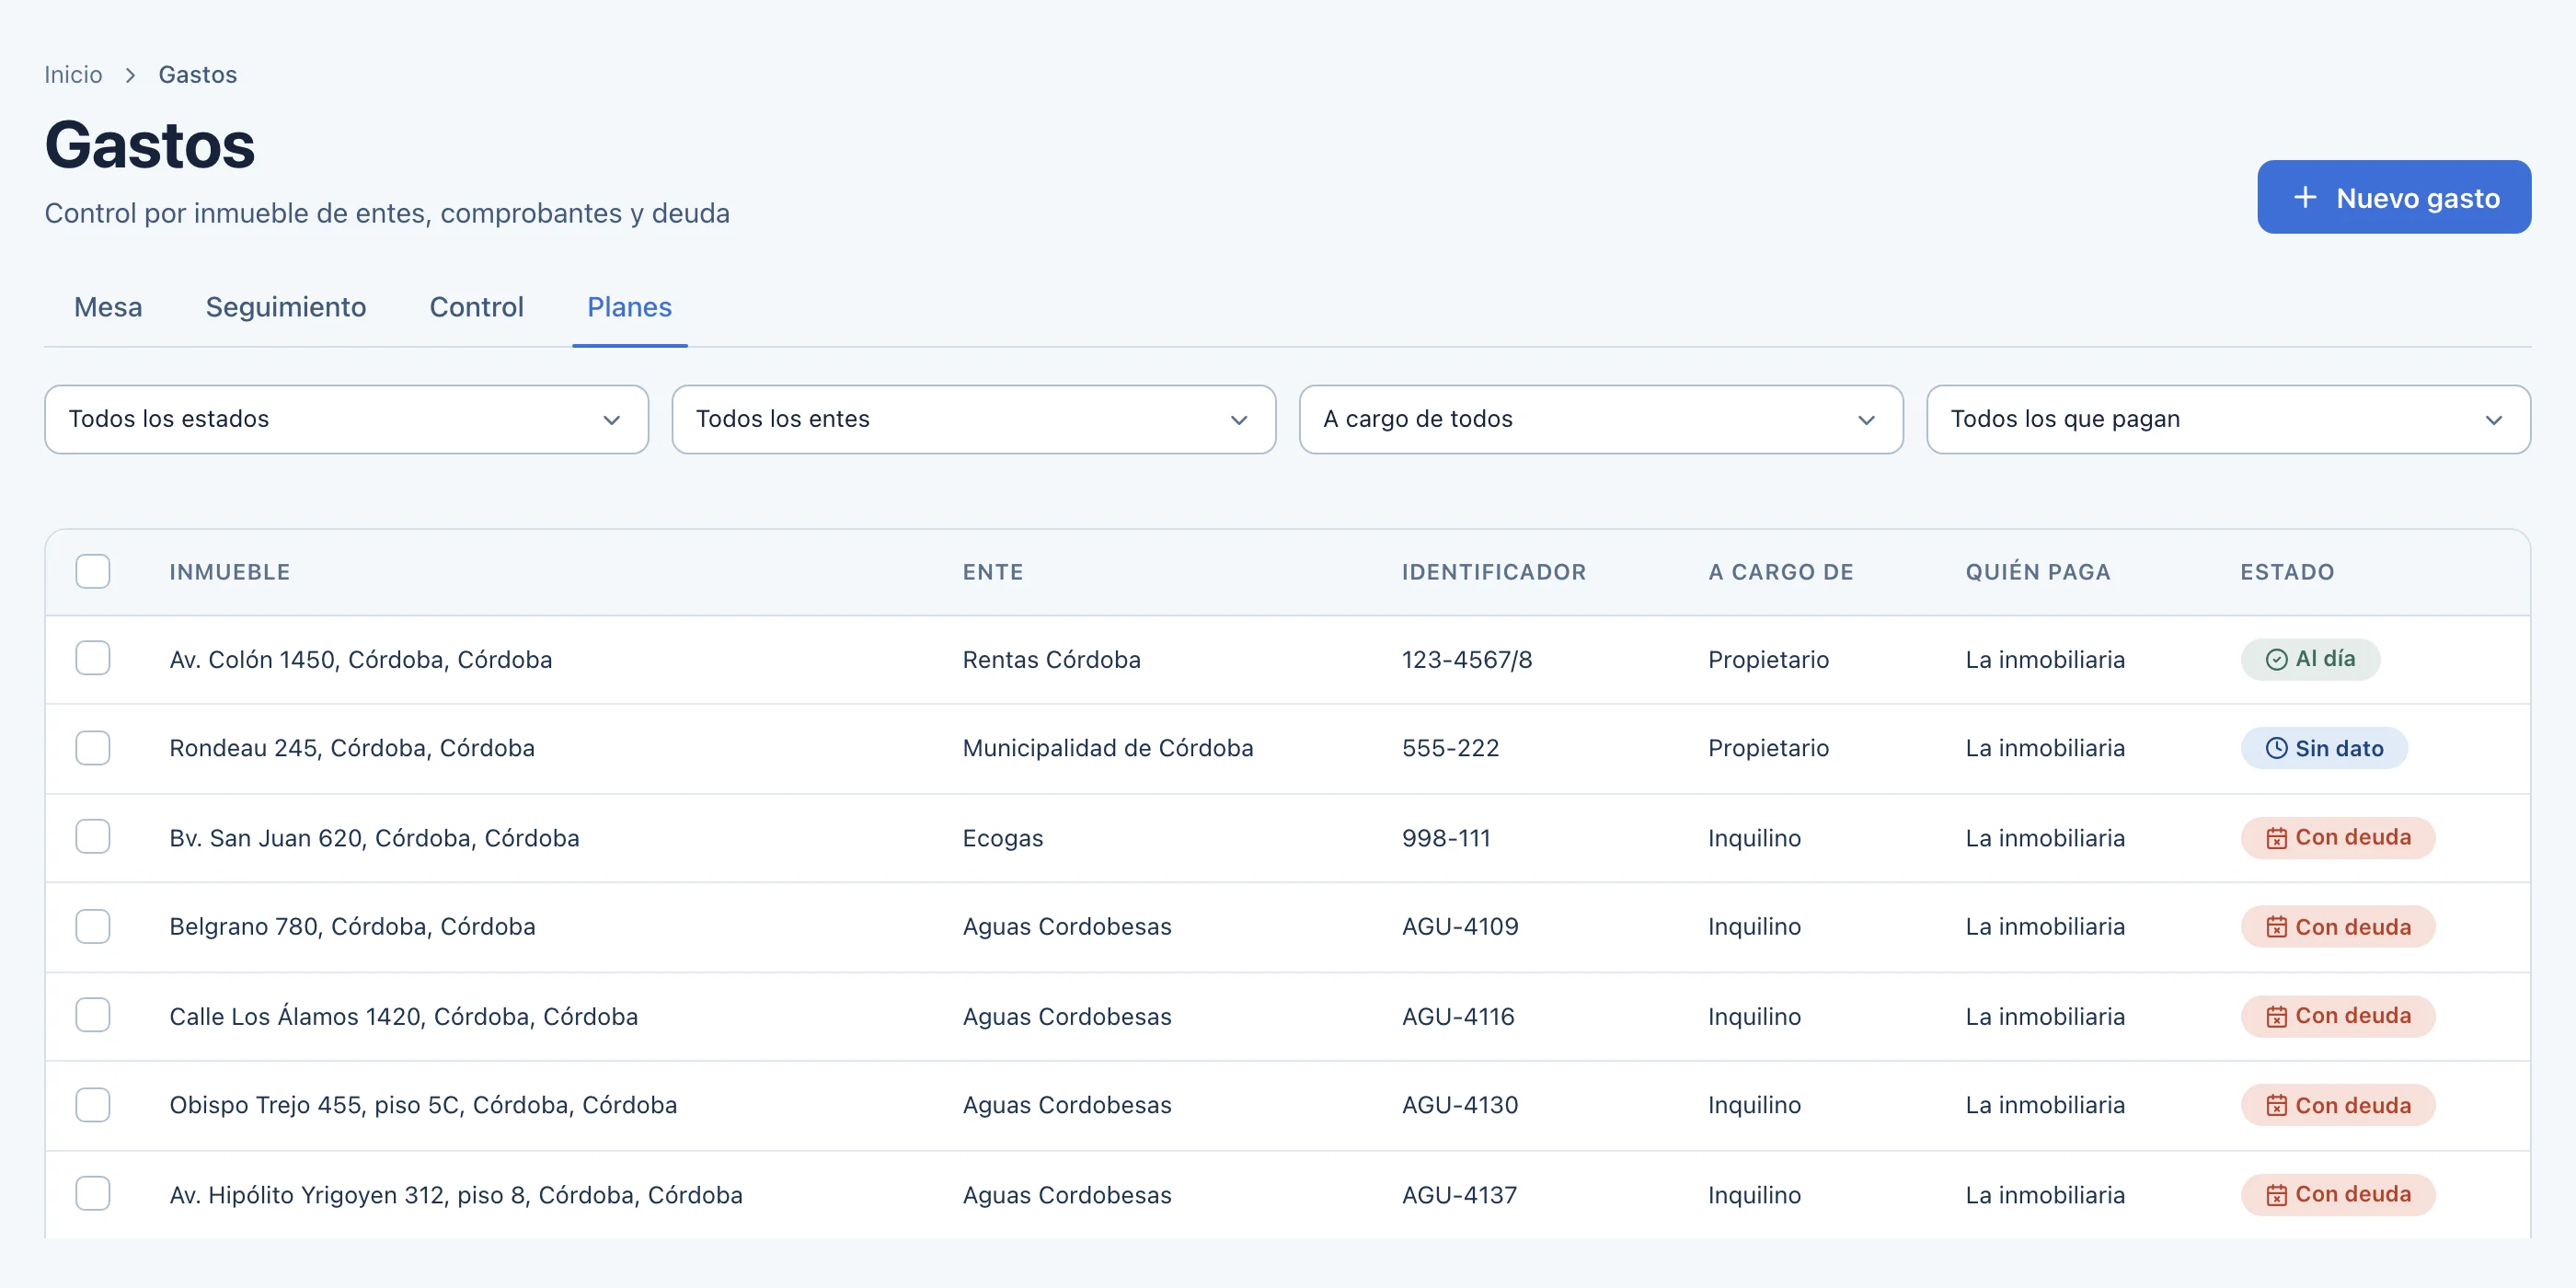 Inicio > Gastos
Gastos
Control por inmueble de entes, comprobantes y deuda
+ Nuevo gasto
Mesa Seguimiento Control Planes
Todos los estados Todos los entes A cargo de todos Todos los que pagan
INMUEBLE ENTE IDENTIFICADOR A CARGO DE QUIÉN PAGA ESTADO
Av. Colón 1450, Córdoba, Córdoba Rentas Córdoba 123-4567/8 Propietario La inmobiliaria Al día
Rondeau 245, Córdoba, Córdoba Municipalidad de Córdoba 555-222 Propietario La inmobiliaria Sin dato
Bv. San Juan 620, Córdoba, Córdoba Ecogas 998-111 Inquilino La inmobiliaria Con deuda
Belgrano 780, Córdoba, Córdoba Aguas Cordobesas AGU-4109 Inquilino La inmobiliaria Con deuda
Calle Los Álamos 1420, Córdoba, Córdoba Aguas Cordobesas AGU-4116 Inquilino La inmobiliaria Con deuda
Obispo Trejo 455, piso 5C, Córdoba, Córdoba Aguas Cordobesas AGU-4130 Inquilino La inmobiliaria Con deuda
Av. Hipólito Yrigoyen 312, piso 8, Córdoba, Córdoba Aguas Cordobesas AGU-4137 Inquilino La inmobiliaria Con deuda